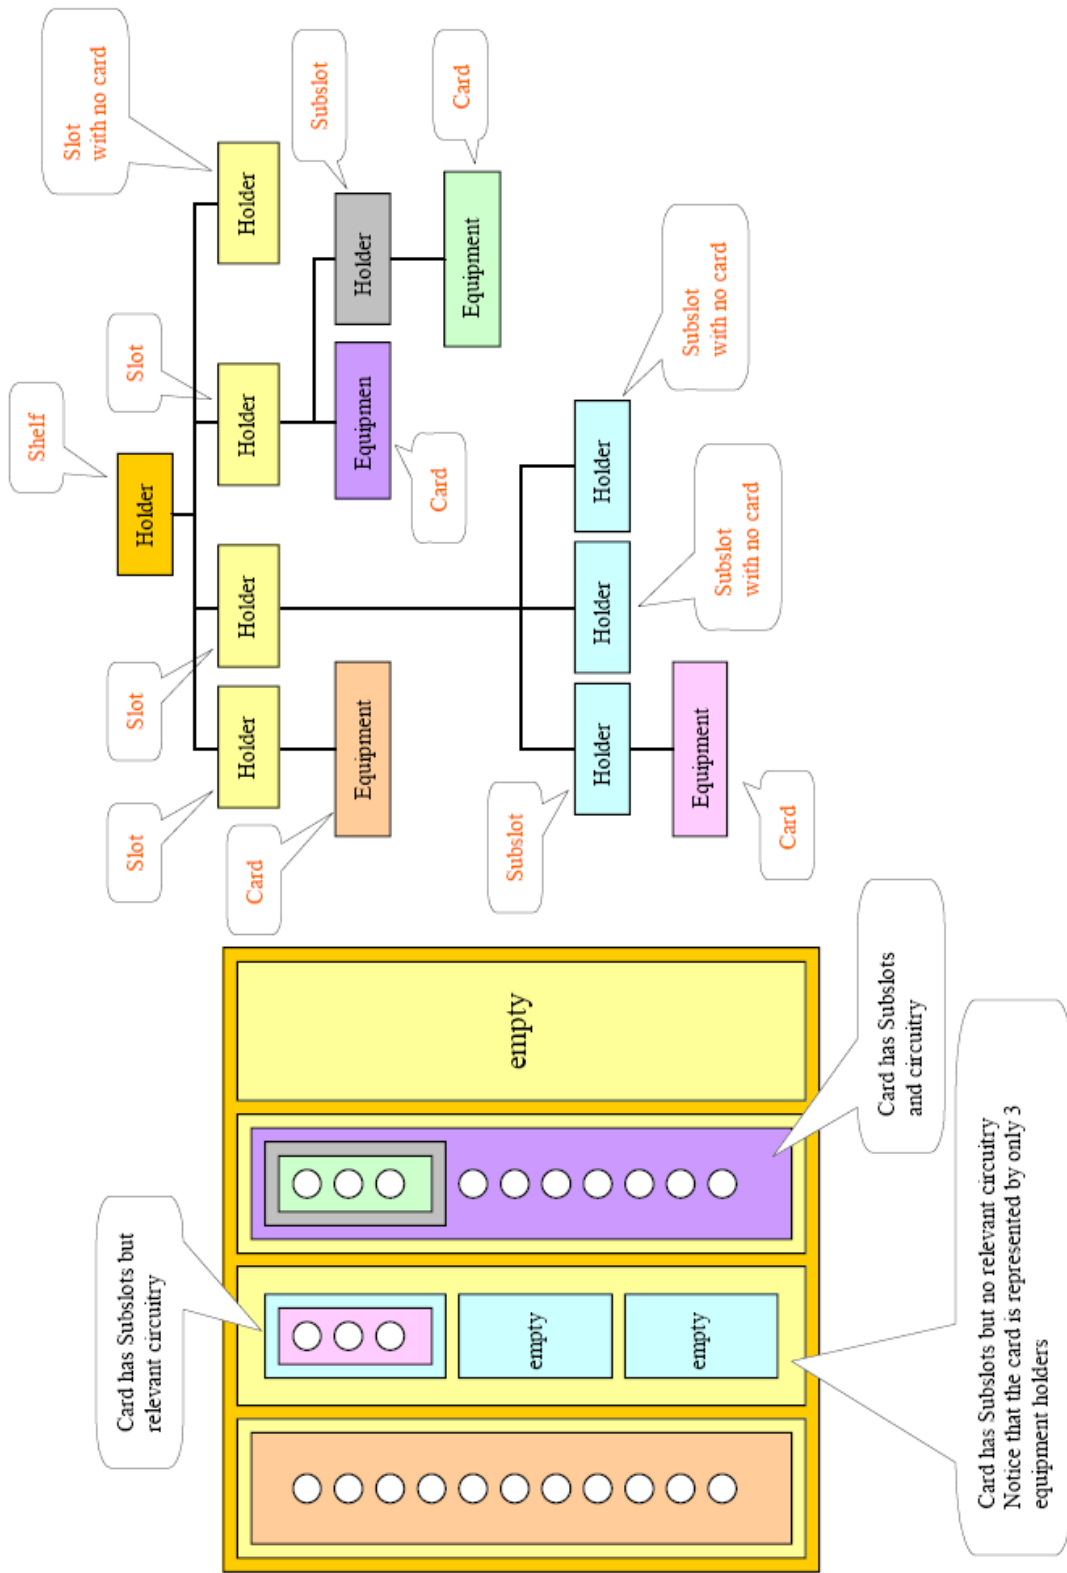 Card has Subslots but
relevant circuitry
empty
empty
empty
Card has Subslots
and circuitry
Card has Subslots but no relevant circuitry
Notice that the card is represented by only 3
equipment holders
Shelf
Slot
with no card
Holder
Slot
Slot
Slot
Holder
Holder
Holder
Holder
Card
Subslot
Equipment
Equipmen
Holder
Card
Card
Equipment
Subslot
Holder
Holder
Holder
Subslot
with no card
Subslot
with no card
Equipment
Card